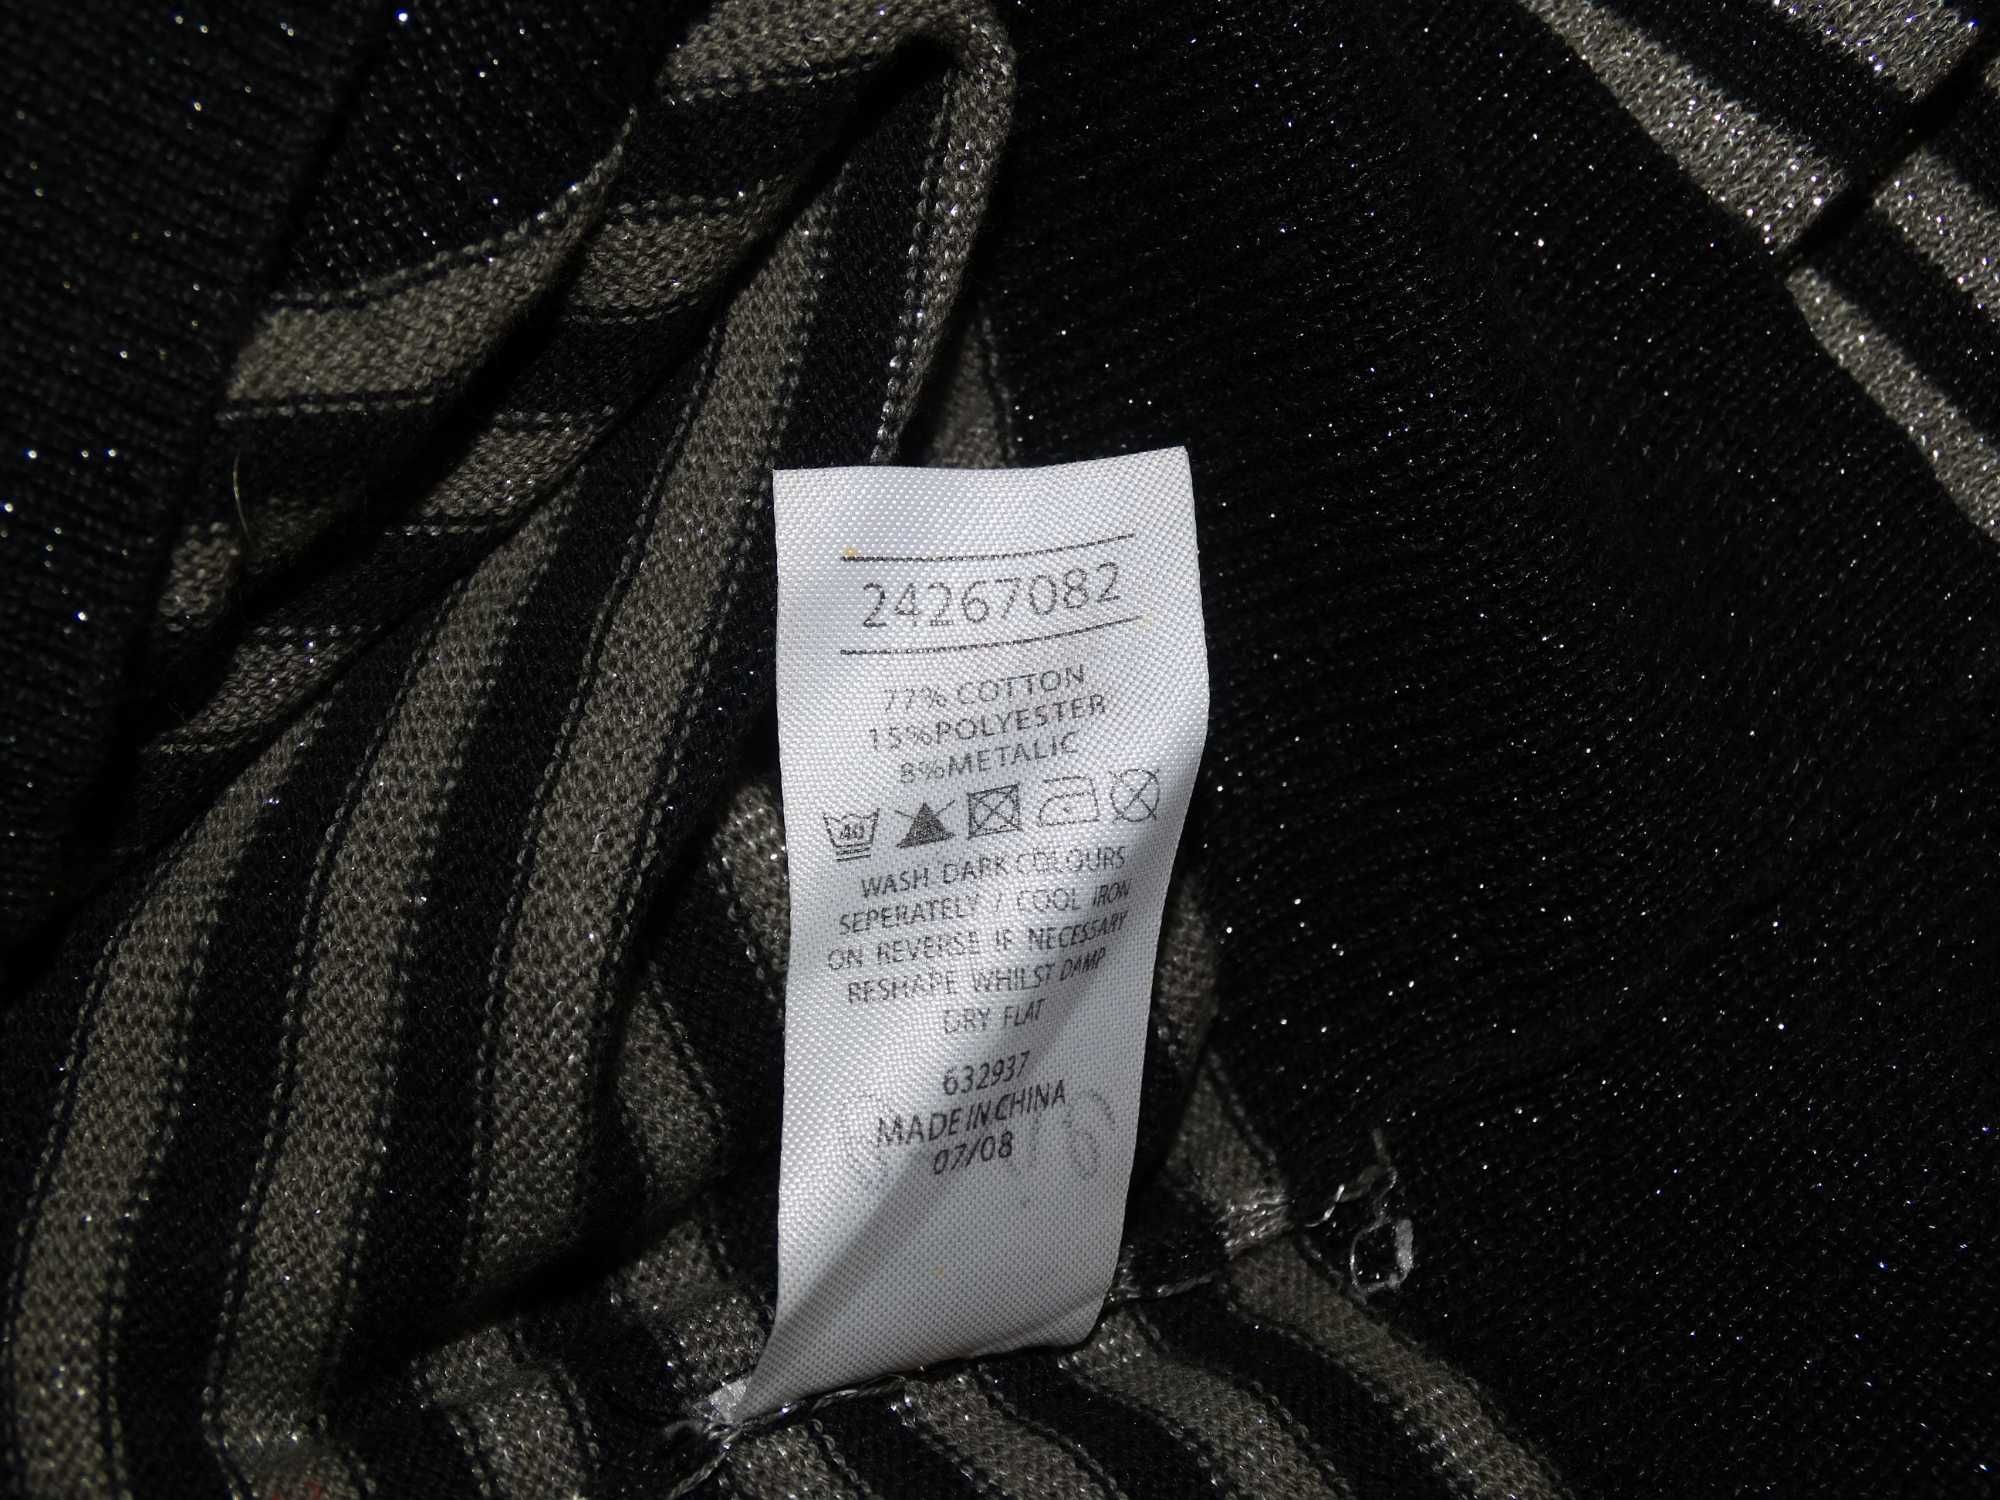 24267082
77% COTTON
15%POLYESTER
8%METALIC
40
WASH DARK COLOURS
SEPERATELY / COOL IRON
ON REVERSE IF NECESSARY
RESHAPE WHILST DAMP
DRY FLAT
632937
MADE IN CHINA
07/08